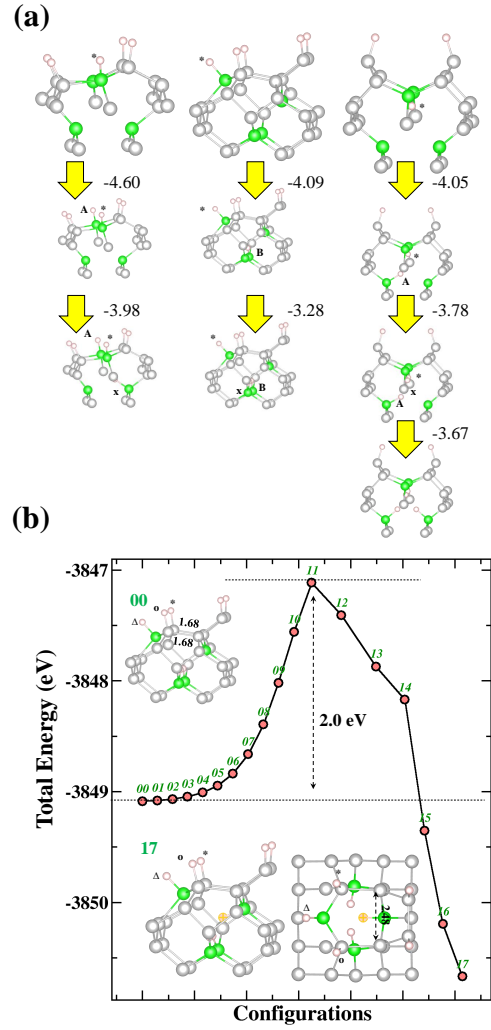 (a)
* * *
-4.60 -4.09 -4.05
A * * B * A
-3.98 -3.28 -3.78
A * x * x B * x A
-3.67
(b)
-3847
-3848
-3849
-3850
Total Energy (eV)
Configurations
00
Δ o *
1.68
1.68
00 01 02 03 04 05 06 07 08 09 10 11 12 13 14 15 16 17
2.0 eV
17
Δ o *
* Δ o